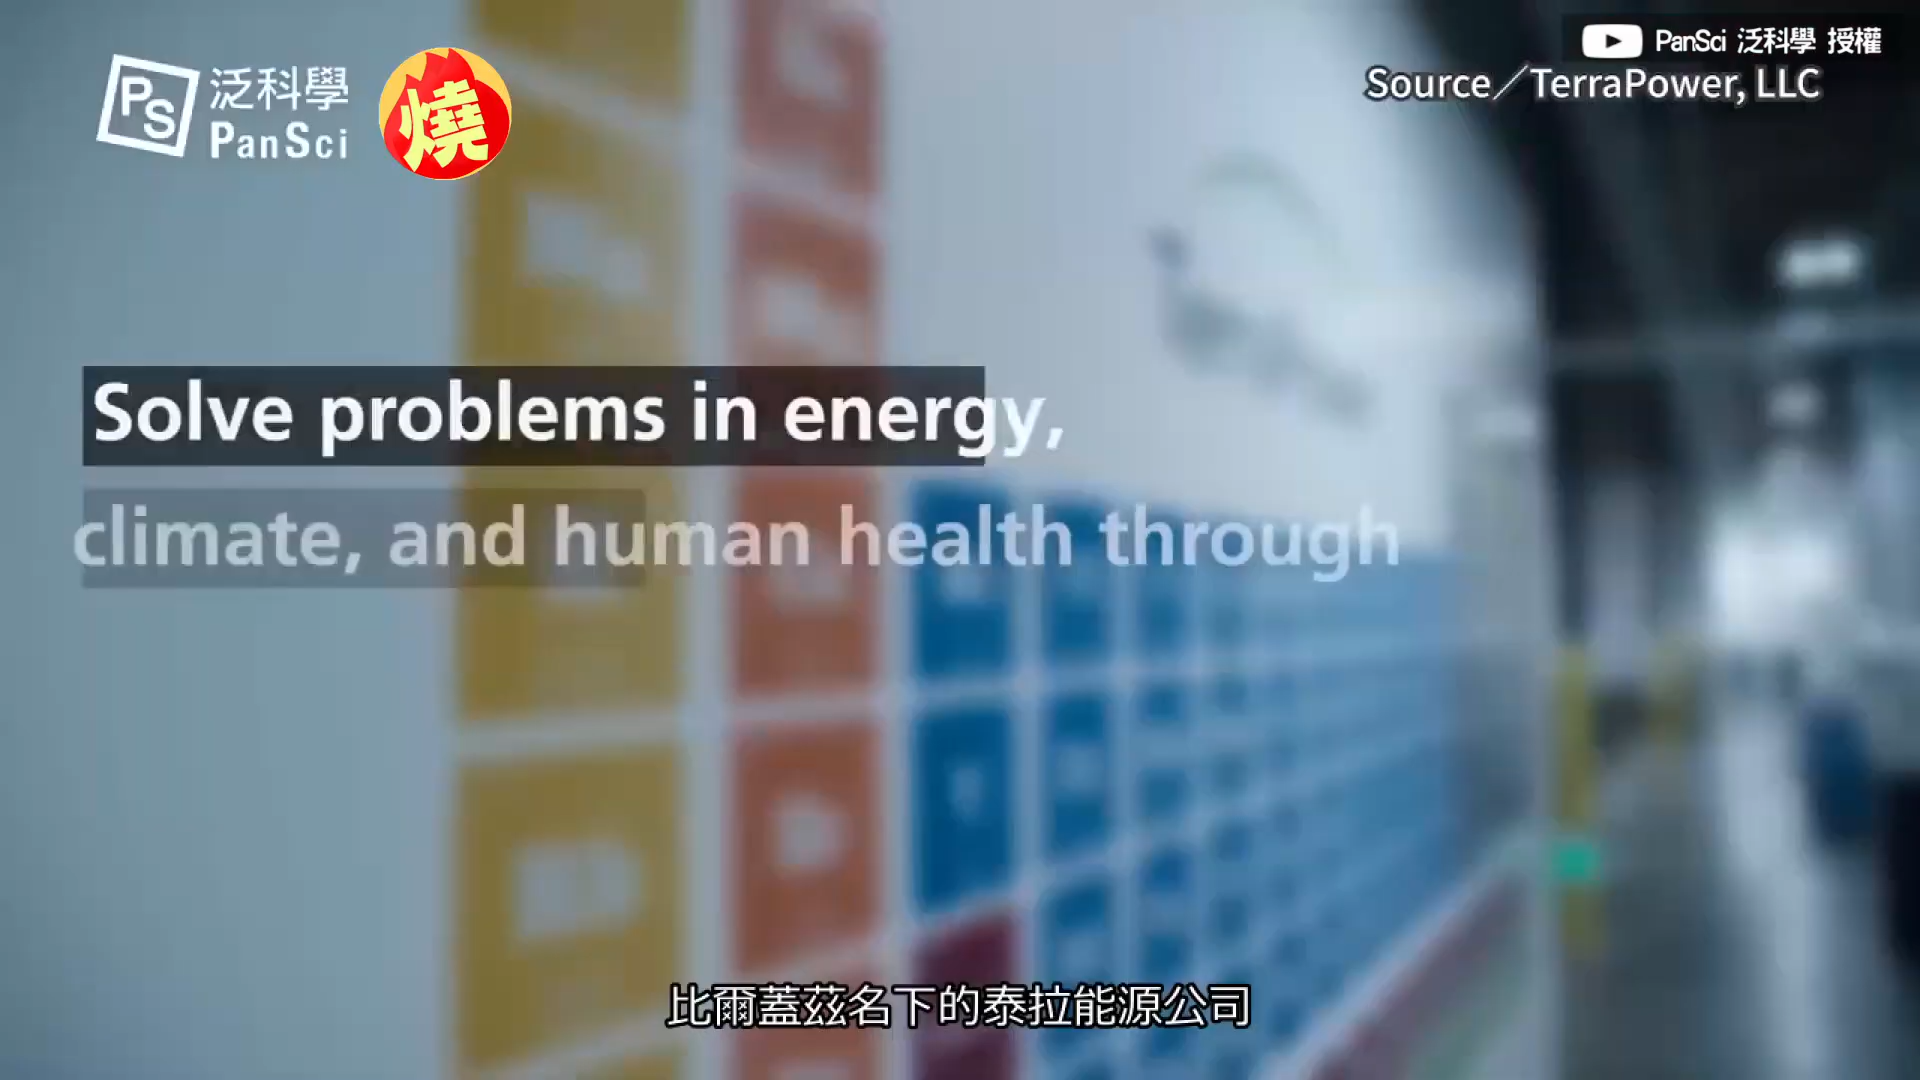 PS 泛科學
PanSci
燒
PanSci 泛科學 授權
Source／TerraPower, LLC
Solve problems in energy,
climate, and human health through
比爾蓋茲名下的泰拉能源公司